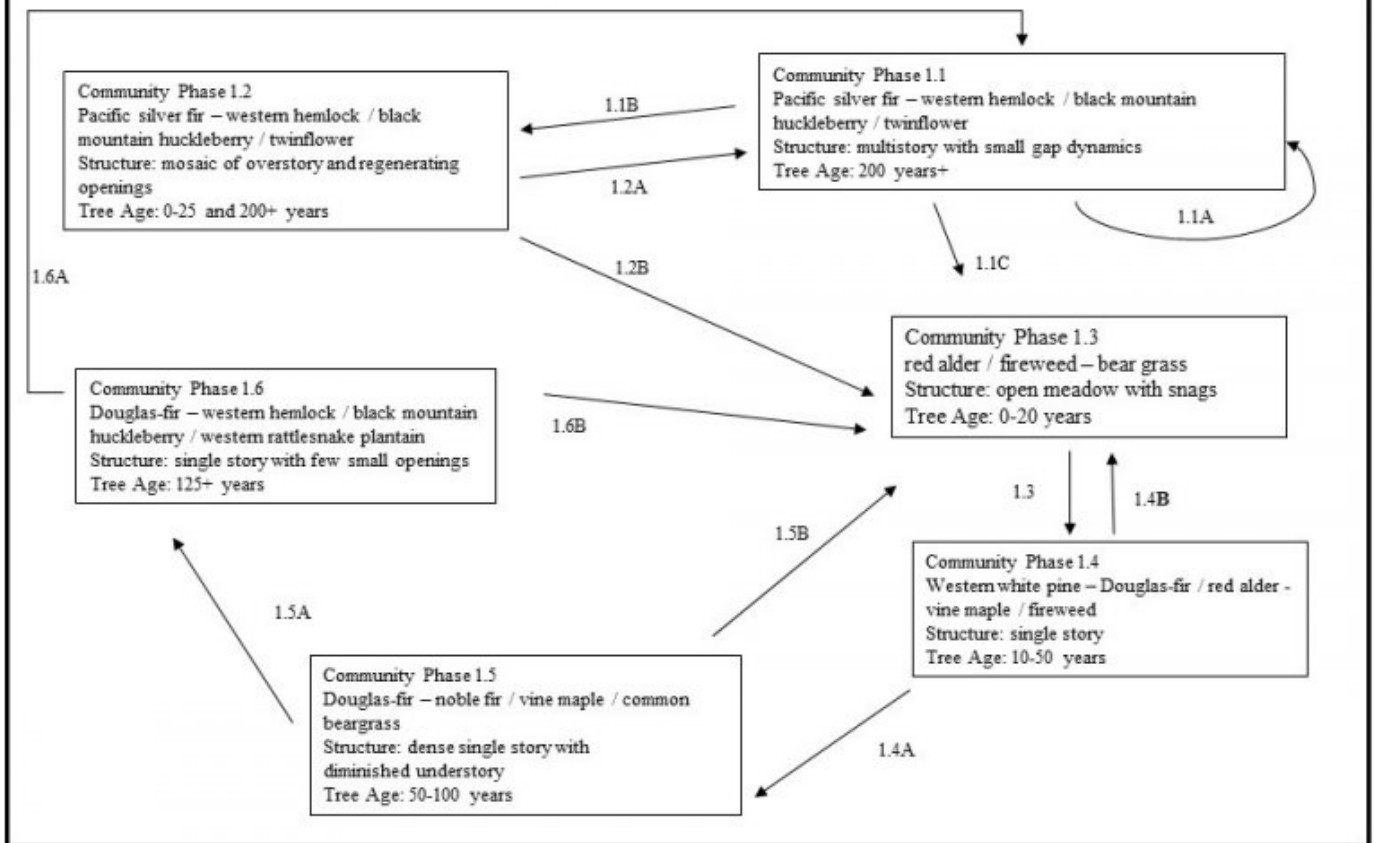 Community Phase 1.2
Pacific silver fir – western hemlock / black
mountain huckleberry / twinflower
Structure: mosaic of overstory and regenerating
openings
Tree Age: 0-25 and 200+ years
1.1B
1.2A
Community Phase 1.1
Pacific silver fir – western hemlock / black mountain
huckleberry / twinflower
Structure: multistory with small gap dynamics
Tree Age: 200 years+
1.1A
1.1C
1.2B
1.6A
Community Phase 1.3
red alder / fireweed – bear grass
Structure: open meadow with snags
Tree Age: 0-20 years
Community Phase 1.6
Douglas-fir – western hemlock / black mountain
huckleberry / western rattlesnake plantain
Structure: single story with few small openings
Tree Age: 125+ years
1.6B
1.3
1.4B
1.5B
Community Phase 1.4
Western white pine – Douglas-fir / red alder -
vine maple / fireweed
Structure: single story
Tree Age: 10-50 years
1.5A
Community Phase 1.5
Douglas-fir – noble fir / vine maple / common
beargrass
Structure: dense single story with
diminished understory
Tree Age: 50-100 years
1.4A